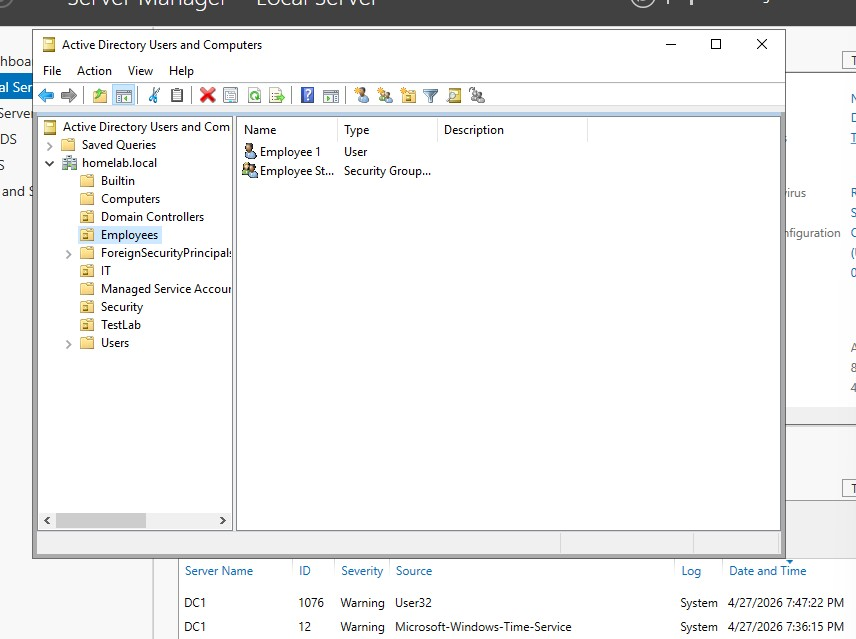 Server Manager Local Server
Active Directory Users and Computers
File Action View Help
Active Directory Users and Com
Saved Queries
homelab.local
Builtin
Computers
Domain Controllers
Employees
ForeignSecurityPrincipals
IT
Managed Service Accour
Security
TestLab
Users
Name Type Description
Employee 1 User
Employee St... Security Group...
hboa
al Ser
Server
DS
S
and S
irus
nfiguration
Server Name ID Severity Source Log Date and Time
DC1 1076 Warning User32 System 4/27/2026 7:47:22 PM
DC1 12 Warning Microsoft-Windows-Time-Service System 4/27/2026 7:36:15 PM